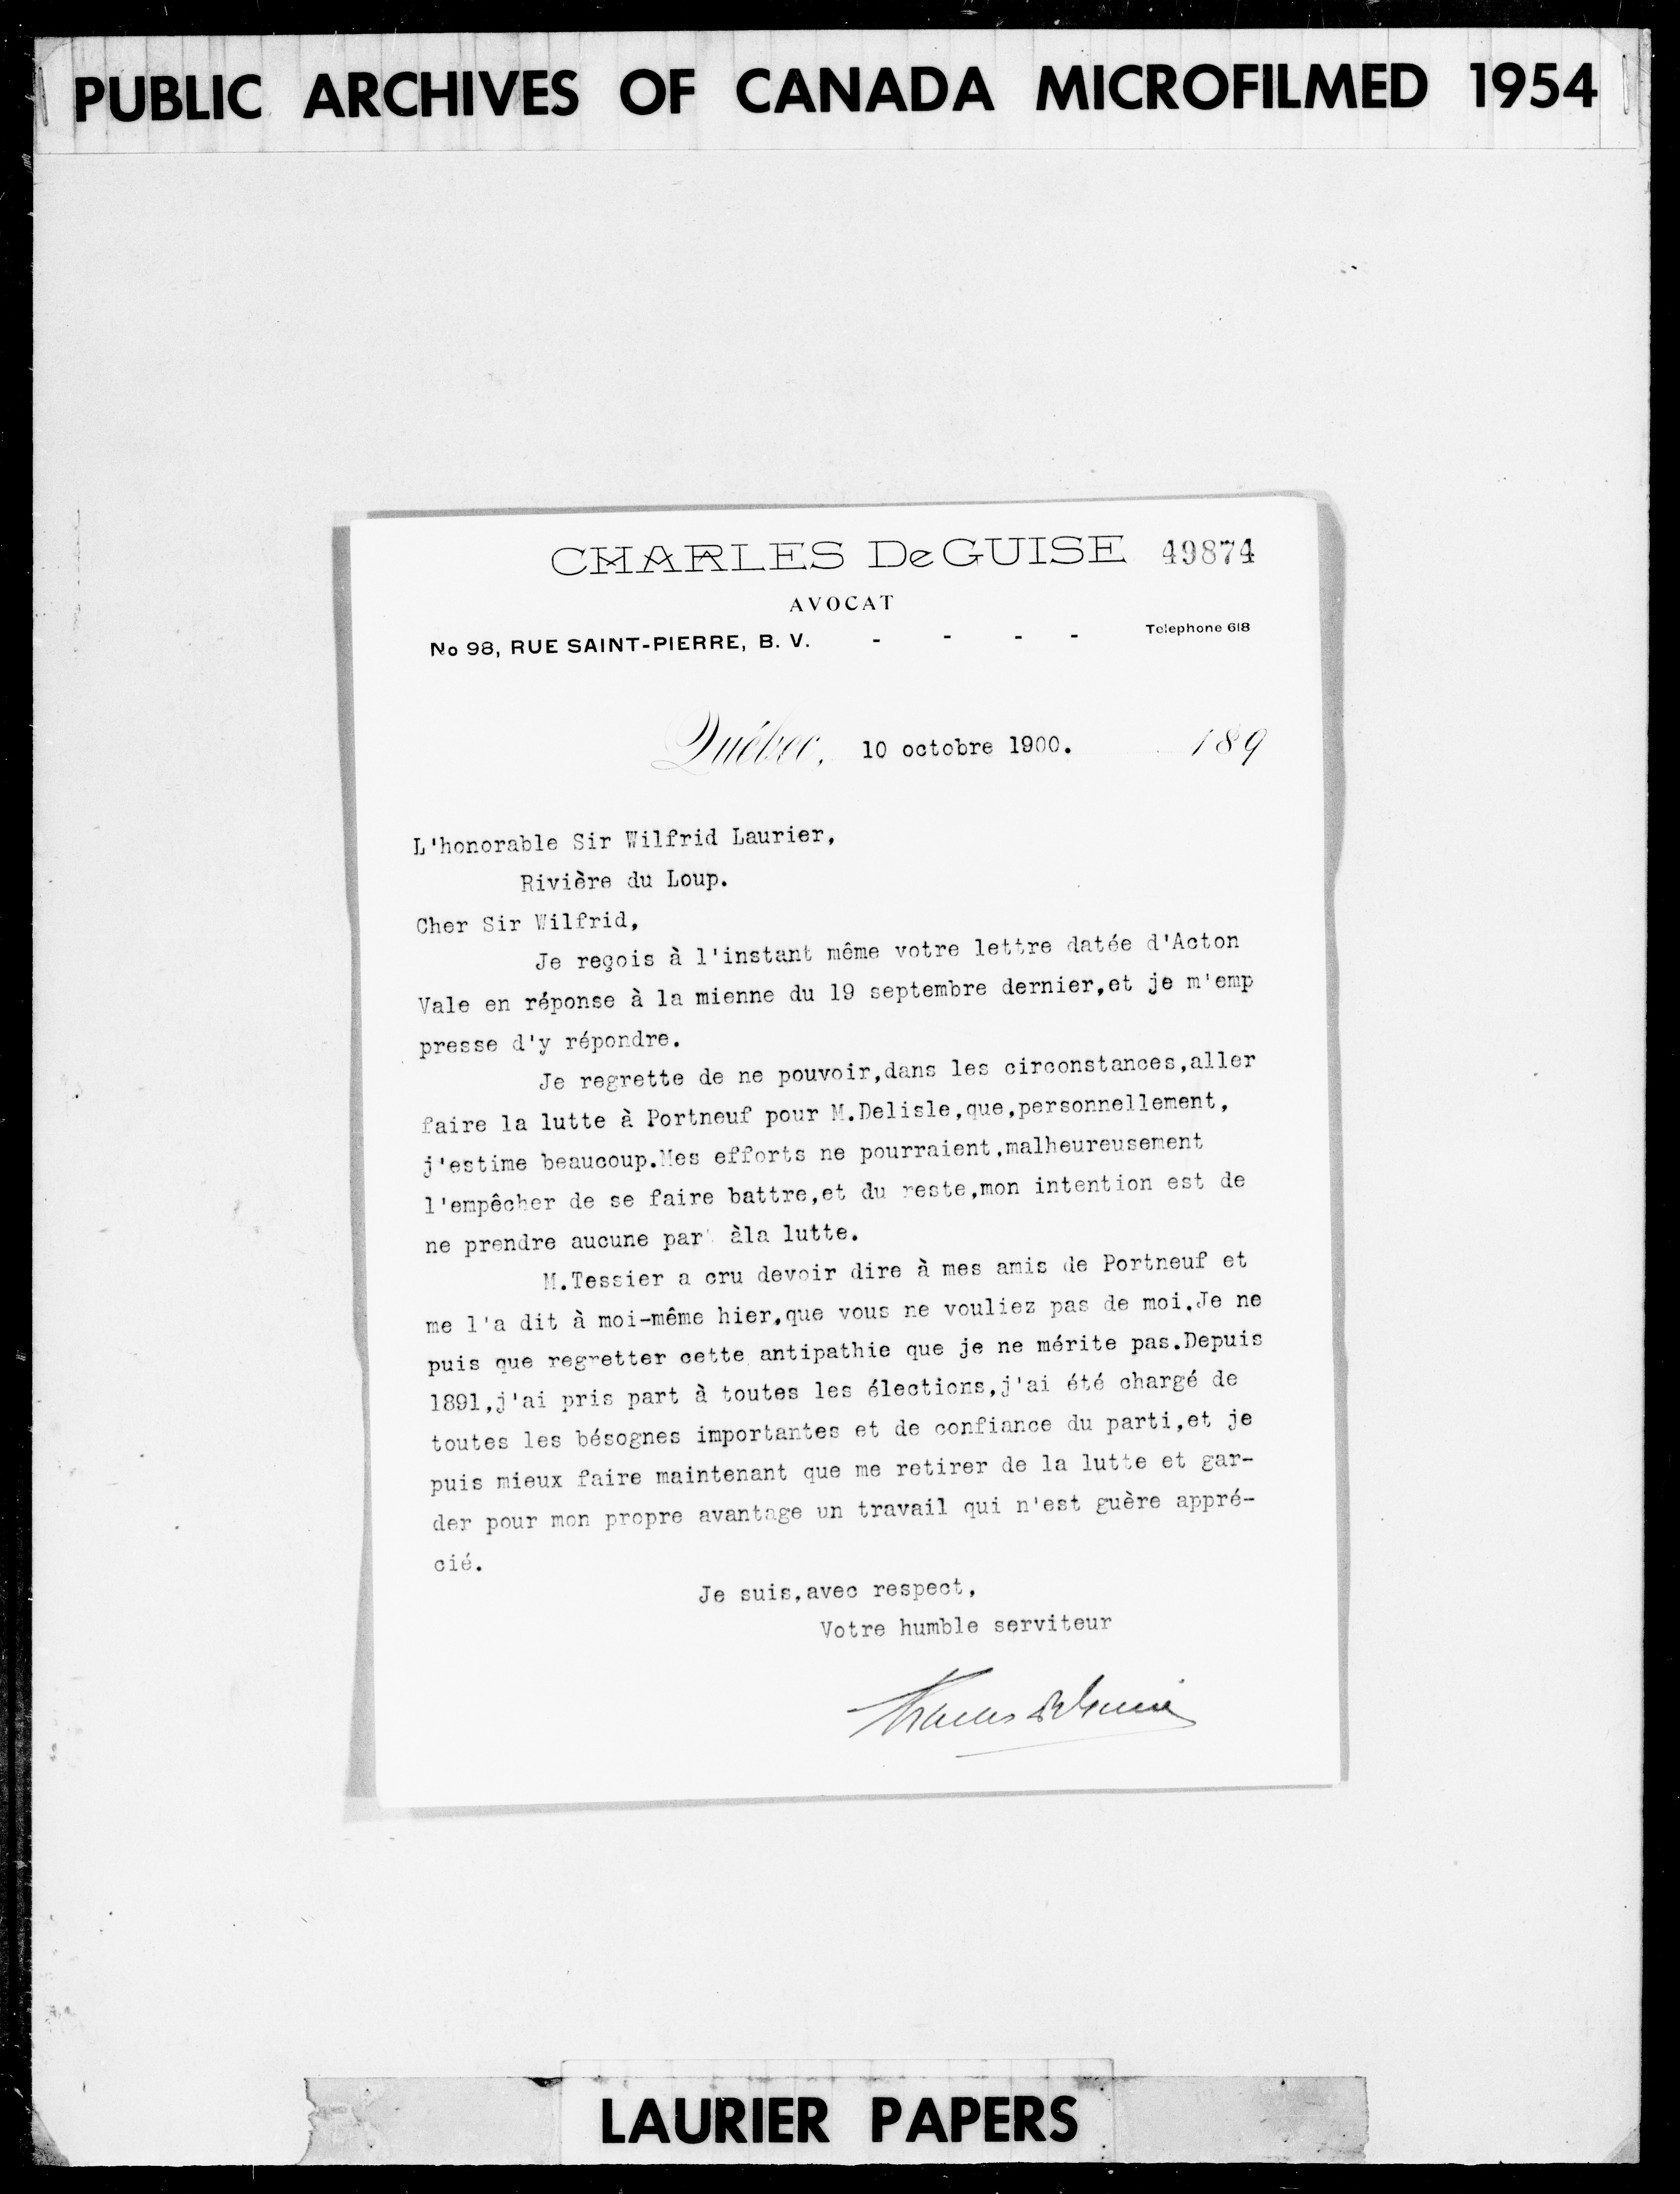 PUBLIC ARCHIVES OF CANADA MICROFILMED 1954
CHARLES DeGUISE 49874
AVOCAT
No 98, RUE SAINT-PIERRE, B. V. - - - - Telephone 618
Québec, 10 octobre 1900. 189
L'honorable Sir Wilfrid Laurier,
Rivière du Loup.
Cher Sir Wilfrid,
Je reçois à l'instant même votre lettre datée d'Acton
Vale en réponse à la mienne du 19 septembre dernier,et je m'emp
presse d'y répondre.
Je regrette de ne pouvoir,dans les circonstances,aller
faire la lutte à Portneuf pour M.Delisle,que,personnellement,
j'estime beaucoup.Mes efforts ne pourraient,malheureusement
l'empêcher de se faire battre,et du reste,mon intention est de
ne prendre aucune par' àla lutte.
M.Tessier a cru devoir dire à mes amis de Portneuf et
me l'a dit à moi-même hier,que vous ne vouliez pas de moi.Je ne
puis que regretter cette antipathie que je ne mérite pas.Depuis
1891,j'ai pris part à toutes les élections,j'ai été chargé de
toutes les bésognes importantes et de confiance du parti,et je
puis mieux faire maintenant que me retirer de la lutte et gar-
der pour mon propre avantage un travail qui n'est guère appré-
cié.
Je suis,avec respect,
Votre humble serviteur
Charles DeGuise
LAURIER PAPERS